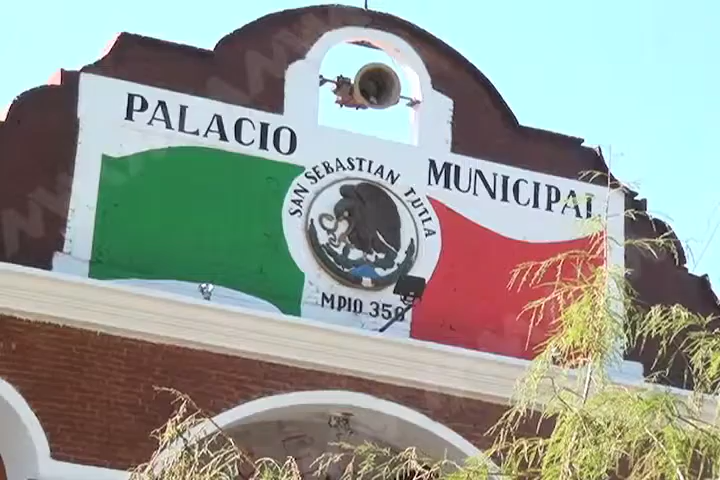 PALACIO MUNICIPAL
SAN SEBASTIAN TUTLA
MPIO 350